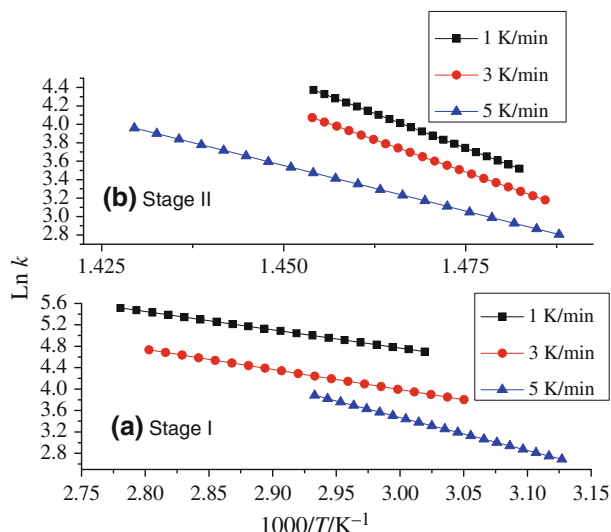 1 K/min
3 K/min
5 K/min
4.4
4.2
4.0
3.8
3.6
3.4
3.2
3.0
2.8
(b) Stage II
1.425
1.450
1.475
Ln k
5.6
5.2
4.8
4.4
4.0
3.6
3.2
2.8
1 K/min
3 K/min
5 K/min
(a) Stage I
2.75
2.80
2.85
2.90
2.95
3.00
3.05
3.10
3.15
1000/T/K⁻¹